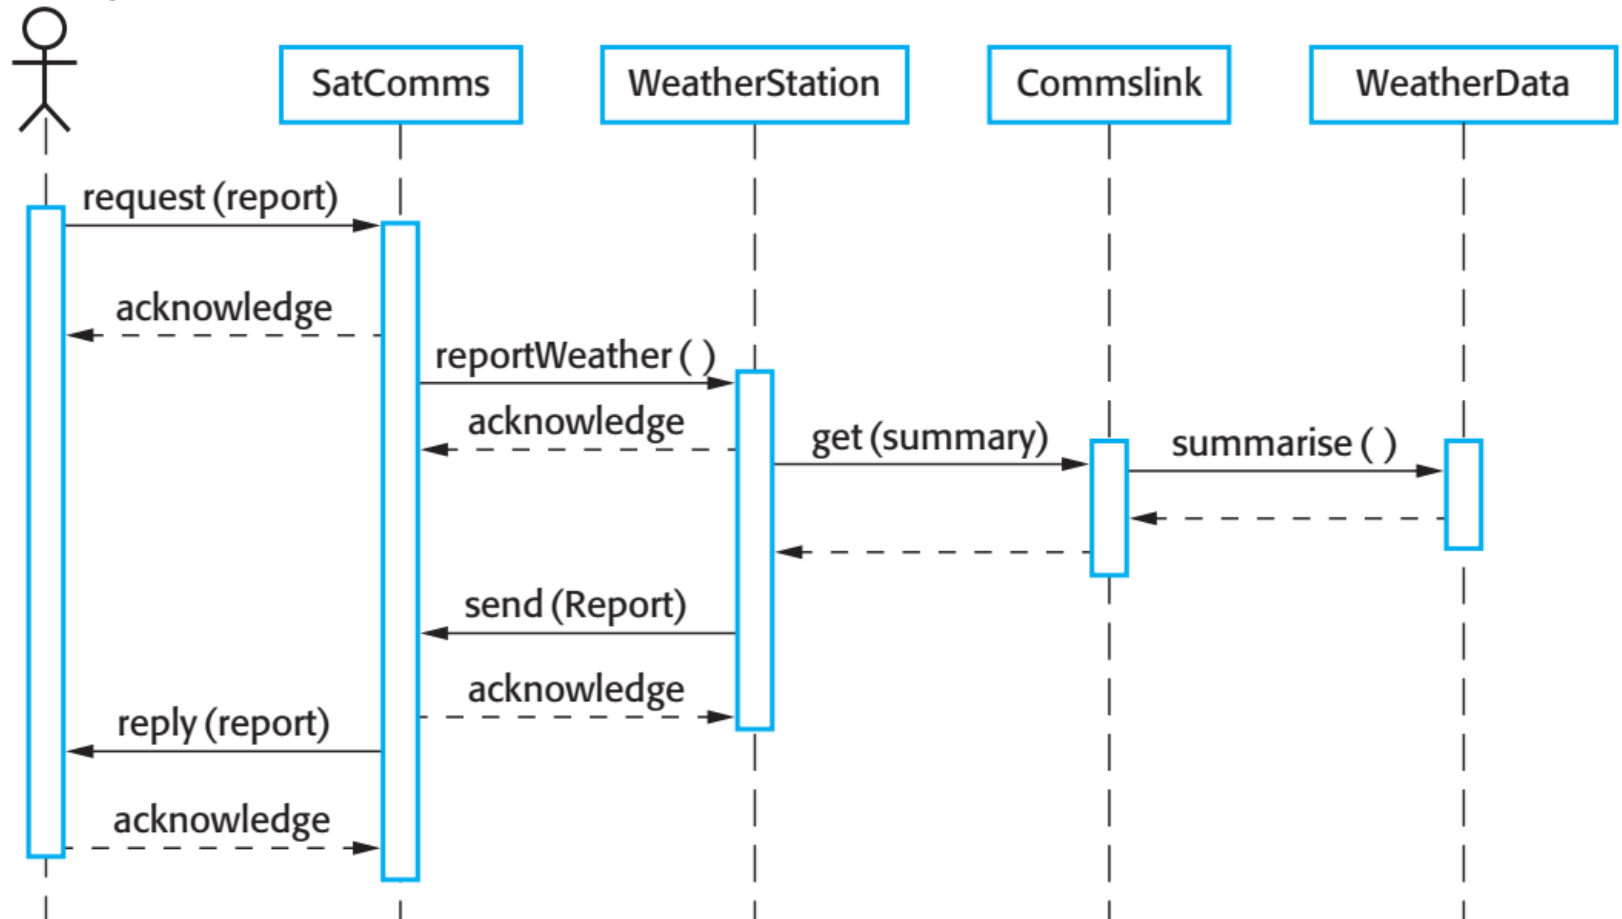 SatComms
WeatherStation
Commslink
WeatherData
request (report)
acknowledge
reportWeather ( )
acknowledge
get (summary)
summarise ( )
send (Report)
acknowledge
reply (report)
acknowledge